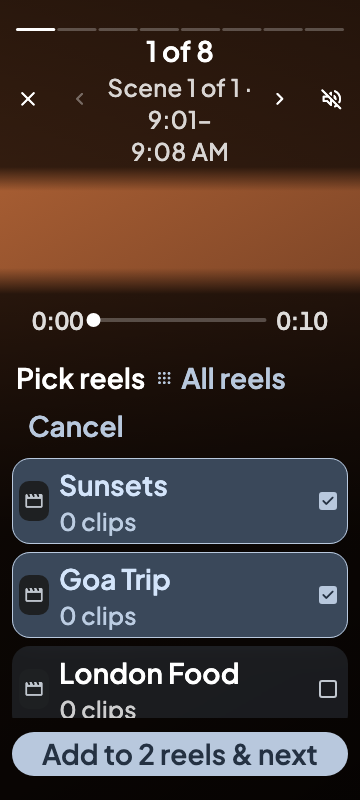 1 of 8
Scene 1 of 1 ·
9:01–
9:08 AM
0:00 0:10
Pick reels All reels
Cancel
Sunsets
0 clips
Goa Trip
0 clips
London Food
0 clips
Add to 2 reels & next